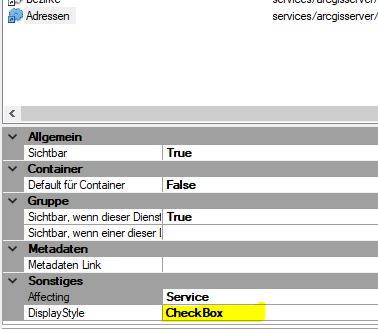 Bezirke services/arcgisserver/
Adressen services/arcgisserver/
Allgemein
Sichtbar True
Container
Default für Container False
Gruppe
Sichtbar, wenn dieser Dienst True
Sichtbar, wenn einer dieser I
Metadaten
Metadaten Link
Sonstiges
Affecting Service
DisplayStyle CheckBox